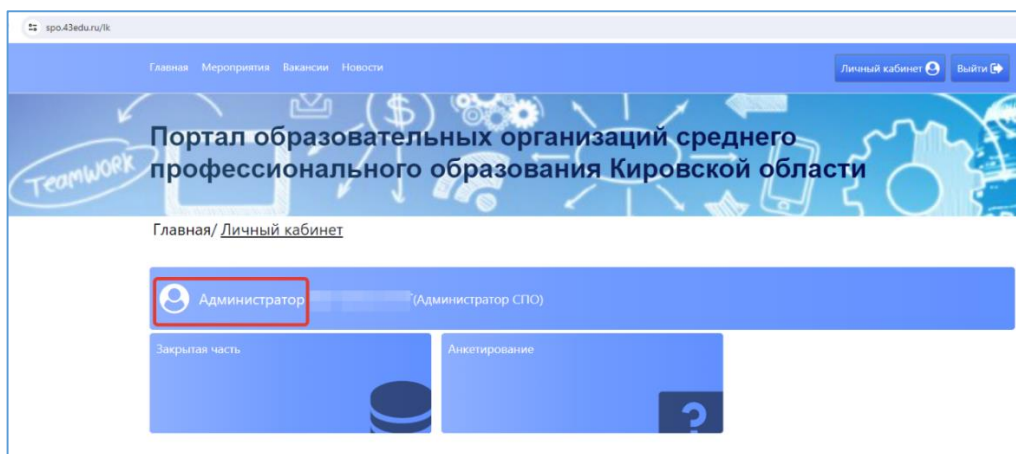 spo.43edu.ru/lk
Главная Мероприятия Вакансии Новости
Личный кабинет Выйти
TEAMWORK
Портал образовательных организаций среднего
профессионального образования Кировской области
Главная/ Личный кабинет
Администратор (Администратор СПО)
Закрытая часть
Анкетирование